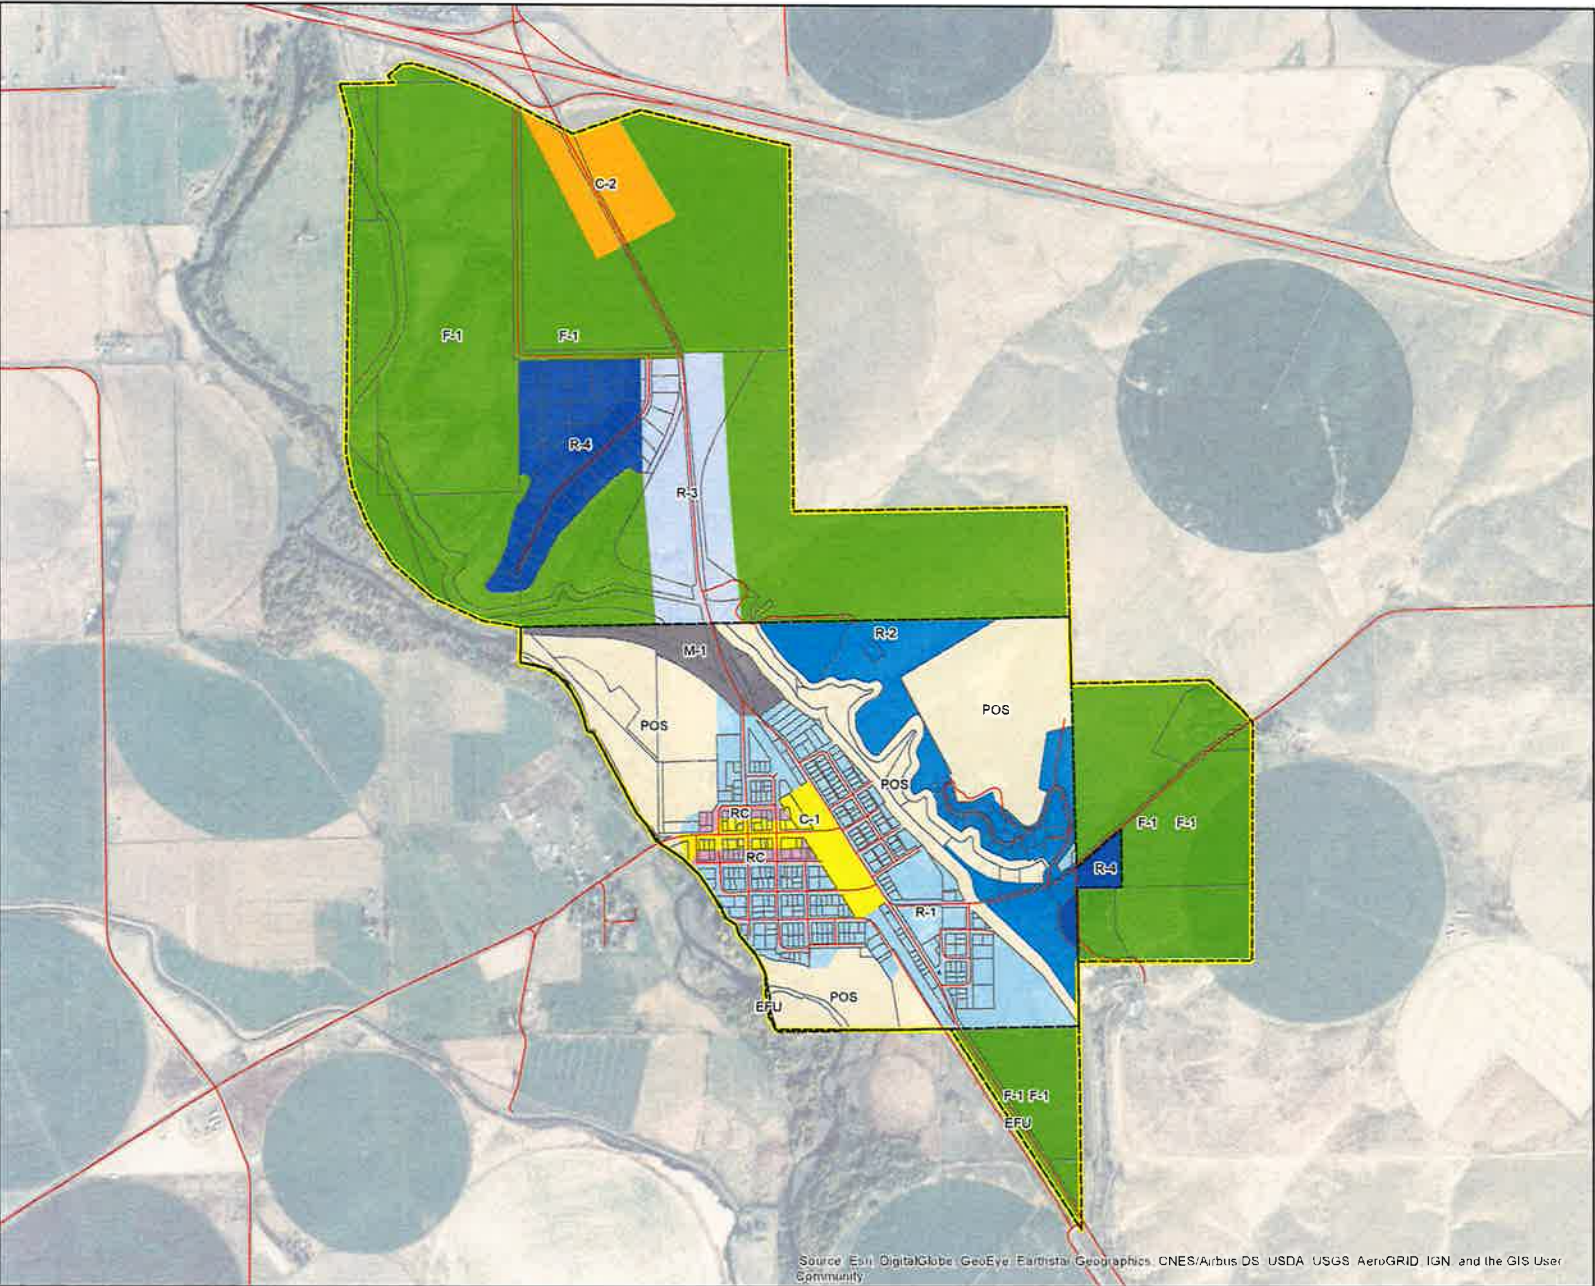 C-2
F-1
F-1
R-4
R-3
R-2
M-1
POS
POS
POS
RC
C-1
F-1
F-1
RC
R-4
R-1
POS
EFU
F-1 F-1
EFU
Source: Esri, DigitalGlobe, GeoEye, Earthstar Geographics, CNES/Airbus DS, USDA, USGS, AeroGRID, IGN, and the GIS User
Community